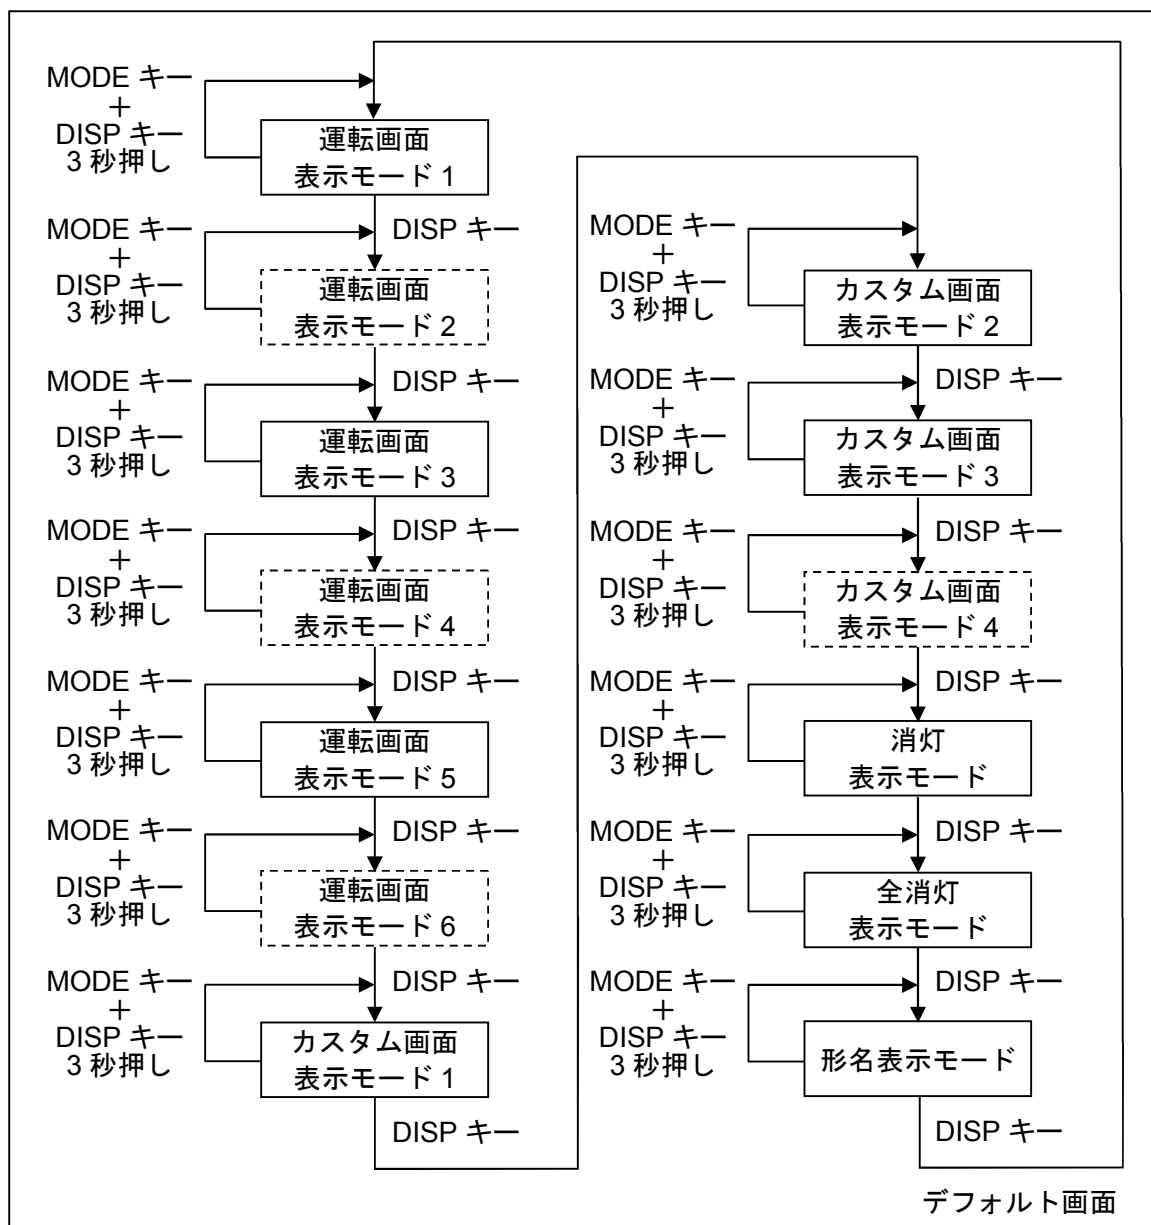 MODE キー
＋
DISP キー
3 秒押し
運転画面
表示モード 1
DISP キー
MODE キー
＋
DISP キー
3 秒押し
運転画面
表示モード 2
DISP キー
MODE キー
＋
DISP キー
3 秒押し
運転画面
表示モード 3
DISP キー
MODE キー
＋
DISP キー
3 秒押し
運転画面
表示モード 4
DISP キー
MODE キー
＋
DISP キー
3 秒押し
運転画面
表示モード 5
DISP キー
MODE キー
＋
DISP キー
3 秒押し
運転画面
表示モード 6
DISP キー
MODE キー
＋
DISP キー
3 秒押し
カスタム画面
表示モード 1
DISP キー
MODE キー
＋
DISP キー
3 秒押し
カスタム画面
表示モード 2
DISP キー
MODE キー
＋
DISP キー
3 秒押し
カスタム画面
表示モード 3
DISP キー
MODE キー
＋
DISP キー
3 秒押し
カスタム画面
表示モード 4
DISP キー
MODE キー
＋
DISP キー
3 秒押し
消灯
表示モード
DISP キー
MODE キー
＋
DISP キー
3 秒押し
全消灯
表示モード
DISP キー
MODE キー
＋
DISP キー
3 秒押し
形名表示モード
DISP キー
デフォルト画面